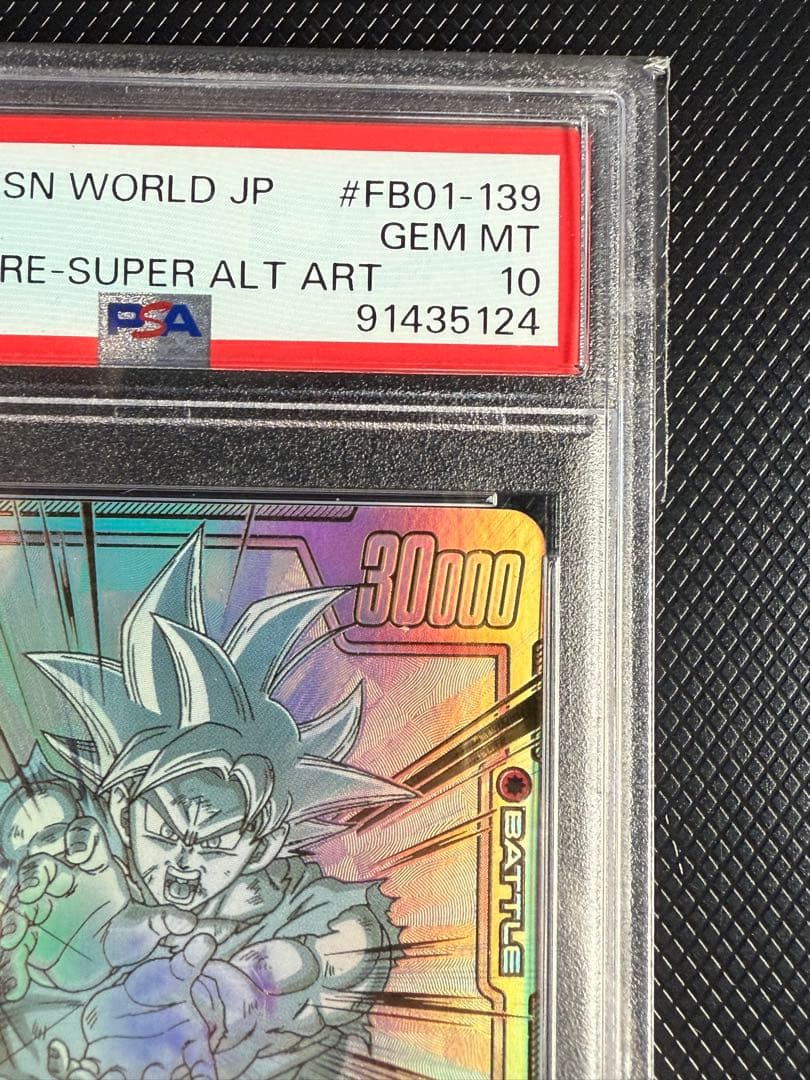 SN WORLD JP #FB01-139
GEM MT
RE-SUPER ALT ART 10
PSA 91435124
30000
BATTLE